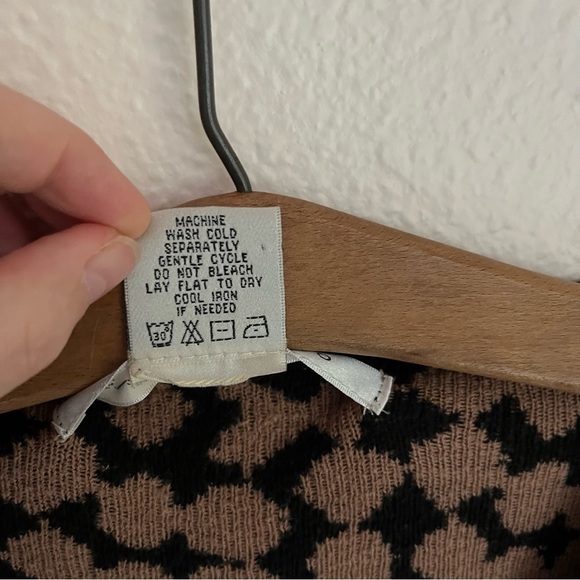 MACHINE
WASH COLD
SEPARATELY
GENTLE CYCLE
DO NOT BLEACH
LAY FLAT TO DRY
COOL IRON
IF NEEDED
30°